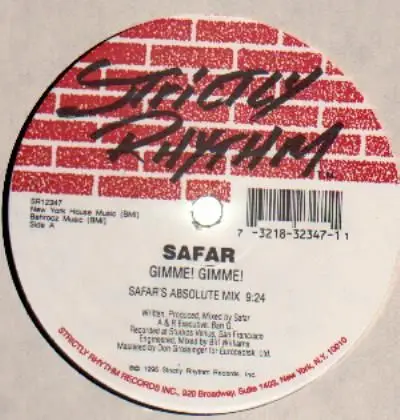 STRICTLY
RHYTHM
TM
SR12347
New York House Music (BMI)
Behrooz Music (BMI)
Side A
7 -3218-32347-1 1
SAFAR
GIMME! GIMME!
SAFAR'S ABSOLUTE MIX 9:24
Written, Produced, Mixed by Safar
A & R Executive, Ben G.
Recorded at Studios Venus, San Francisco
Engineered, Mixed by Bill Williams
Mastered by Don Grossinger for Europadisk, Ltd.
1995 Strictly Rhythm Records, Inc.
STRICTLY RHYTHM RECORDS INC., 920 Broadway, Suite 1403, New York, N.Y. 10010